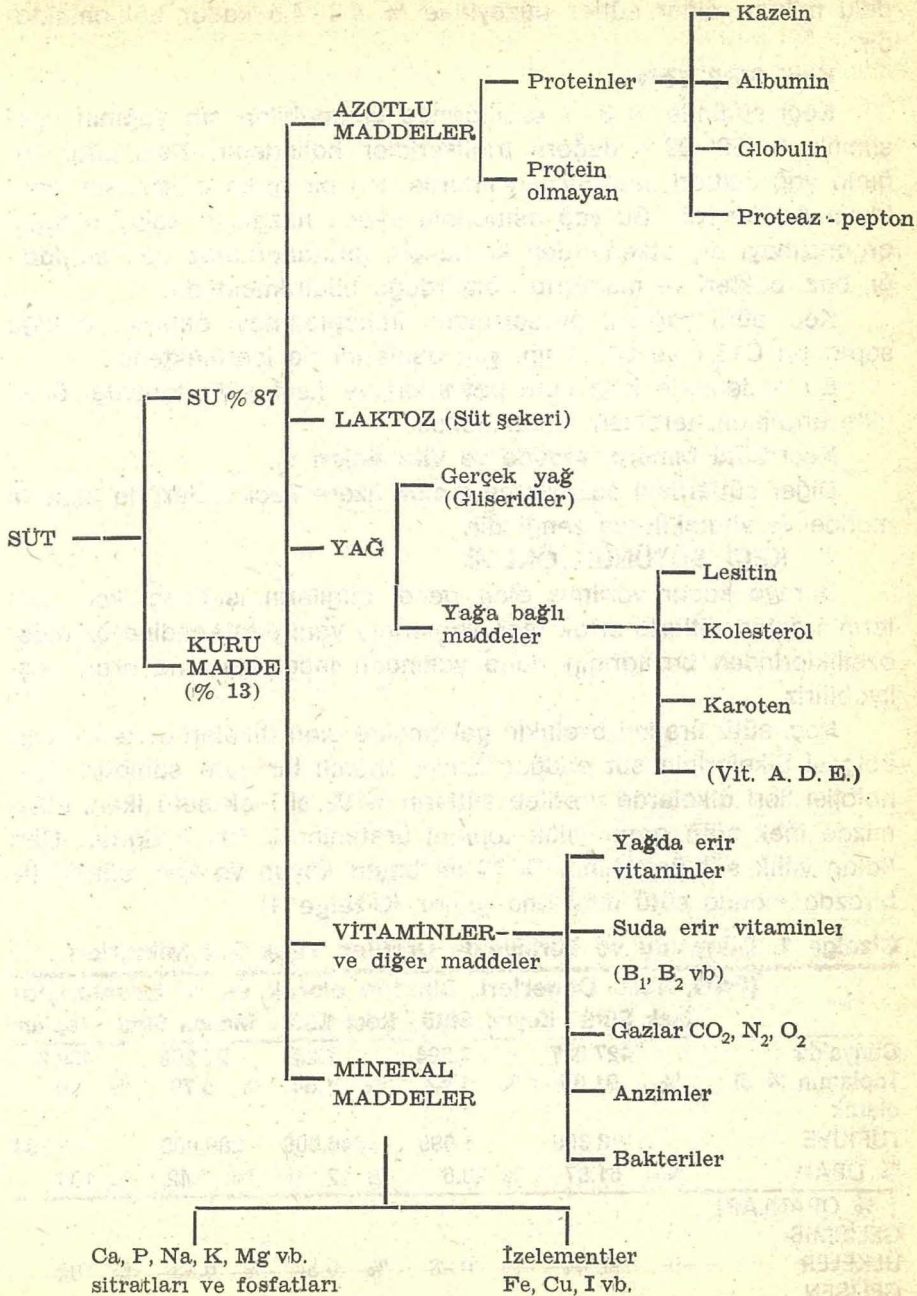 Kazein
AZOTLU
MADDELER
Proteinler
Albumin
Globulin
Protein
olmayan
Proteaz - pepton
SU % 87
LAKTOZ (Süt şekeri)
Gerçek yağ
(Gliseridler)
SÜT
YAĞ
Lesitin
Yağa bağlı
maddeler
Kolesterol
KURU
MADDE
(% 13)
Karoten
(Vit. A. D. E.)
Yağda erir
vitaminler
VİTAMİNLER
ve diğer maddeler
Suda erir vitaminler
(B₁, B₂ vb)
Gazlar CO₂, N₂, O₂
MİNERAL
MADDELER
Anzimler
Bakteriler
Ca, P, Na, K, Mg vb.
sitratları ve fosfatları
İzelementler
Fe, Cu, I vb.